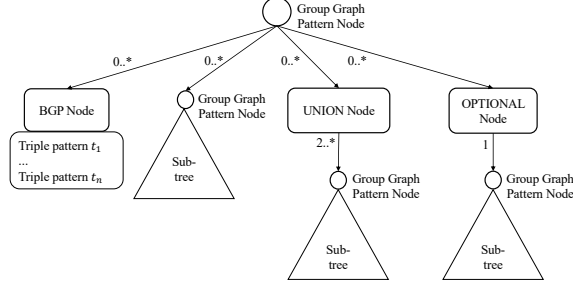 Group Graph
Pattern Node
0..*
0..*
0..*
0..*
BGP Node
Group Graph
Pattern Node
UNION Node
OPTIONAL
Node
Triple pattern t₁
...
Triple pattern tₙ
Sub-
tree
2..*
1
Group Graph
Pattern Node
Group Graph
Pattern Node
Sub-
tree
Sub-
tree